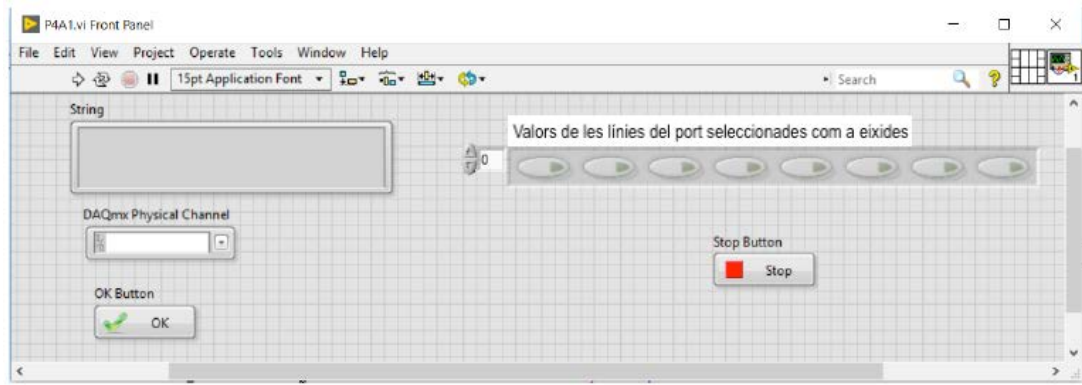 P4A1.vi Front Panel
File Edit View Project Operate Tools Window Help
15pt Application Font
Search
1
String
Valors de les línies del port seleccionades com a eixides
0
DAQmx Physical Channel
Stop Button
Stop
OK Button
OK